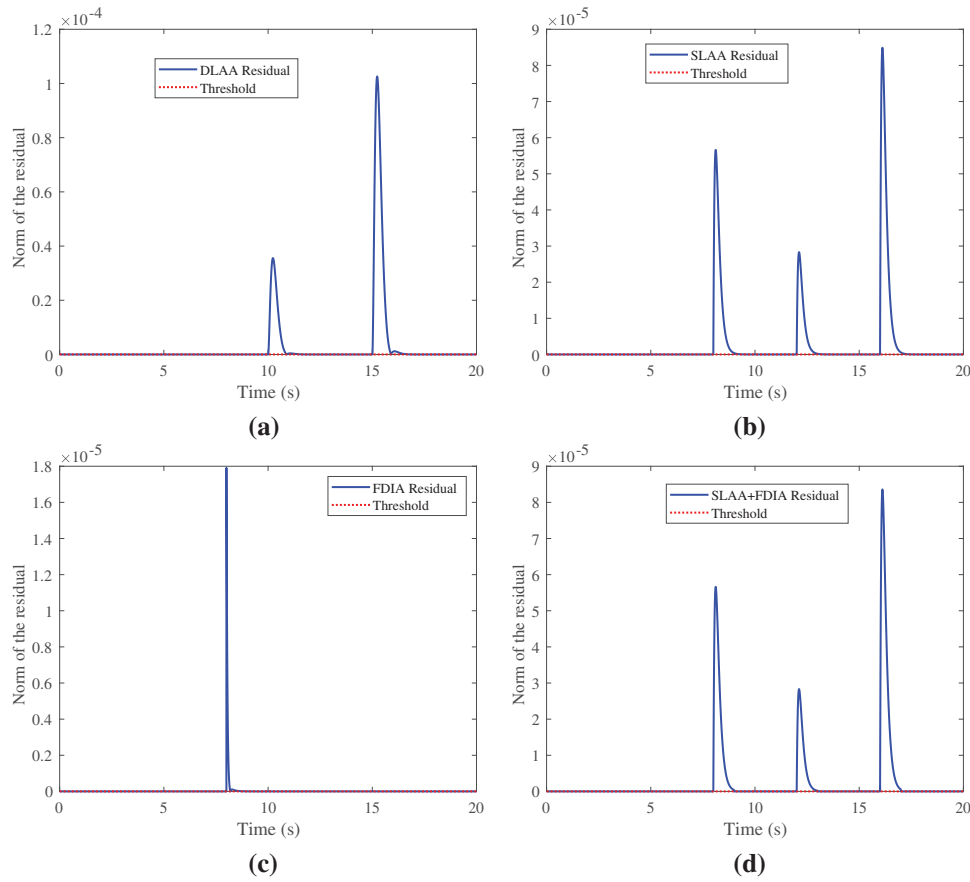 ×10⁻⁴
1.2
1
0.8
0.6
0.4
0.2
0
Norm of the residual
DLAA Residual
Threshold
0 5 10 15 20
Time (s)
(a)
×10⁻⁵
9
8
7
6
5
4
3
2
1
0
Norm of the residual
SLAA Residual
Threshold
0 5 10 15 20
Time (s)
(b)
×10⁻⁵
1.8
1.6
1.4
1.2
1
0.8
0.6
0.4
0.2
0
Norm of the residual
FDIA Residual
Threshold
0 5 10 15 20
Time (s)
(c)
×10⁻⁵
9
8
7
6
5
4
3
2
1
0
Norm of the residual
SLAA+FDIA Residual
Threshold
0 5 10 15 20
Time (s)
(d)